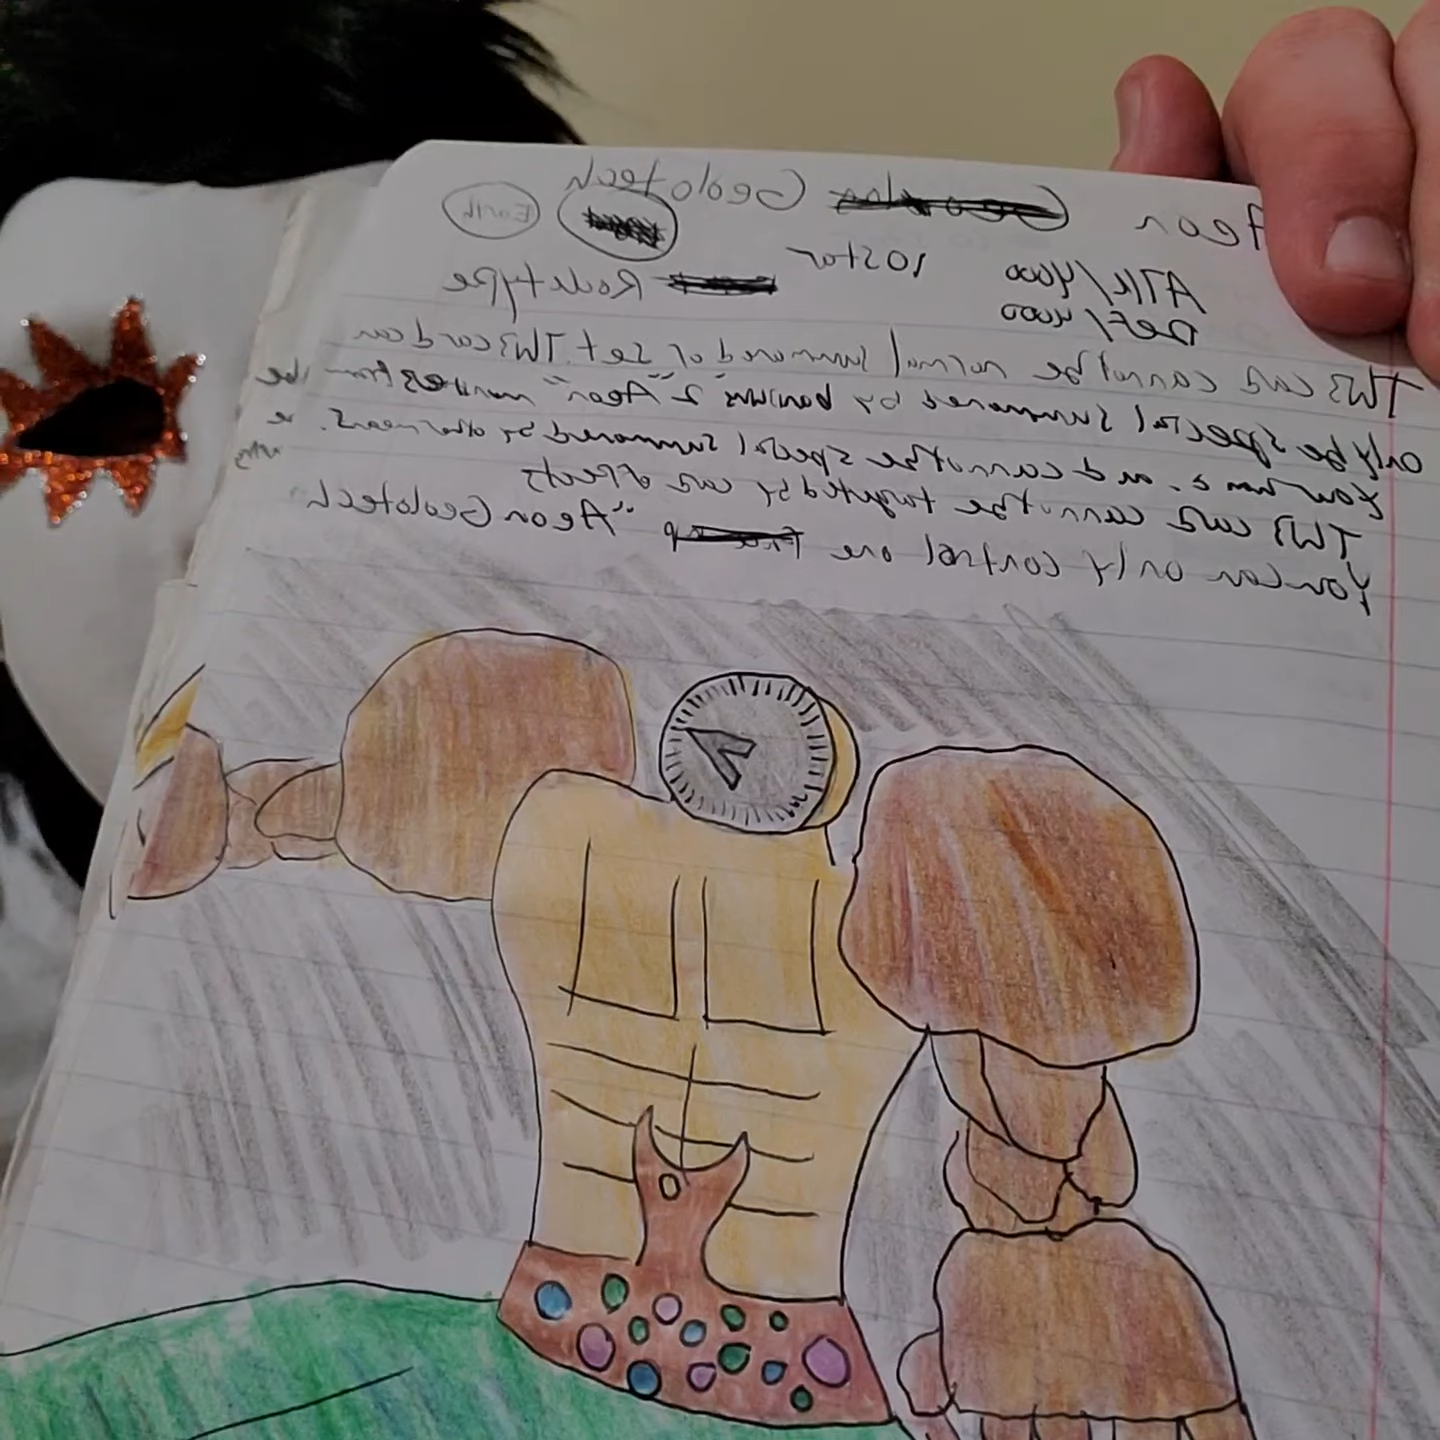 Aeon Geolotech
Earth
ATK/4000 10 star Rock type
DEF/4000
This card cannot be normal summoned or set. This card can
only be special summoned by banishing 2 "Aeon" monsters from the
Your and cannot be special summoned by other means.
This card cannot be targeted by card effects
You can only control one "Aeon Geolotech